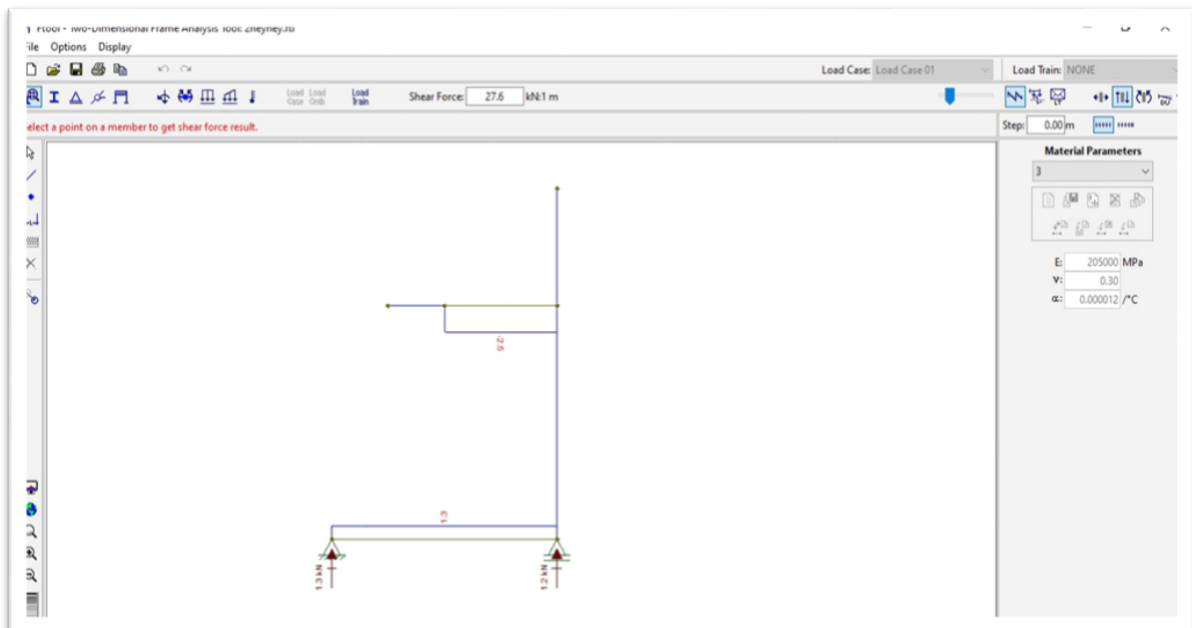 Ftool - Two-Dimensional Frame Analysis Tool: zheyney.ftl
File Options Display
Load Case: Load Case 01 Load Train: NONE
Load Case Load Comb Load Train Shear Force: 27.6 kN:1 m
elect a point on a member to get shear force result.
Step: 0.00 m
Material Parameters
3
E: 205000 MPa
ν: 0.30
α: 0.000012 /°C
-2.6
1.3
1.3 kN
1.2 kN